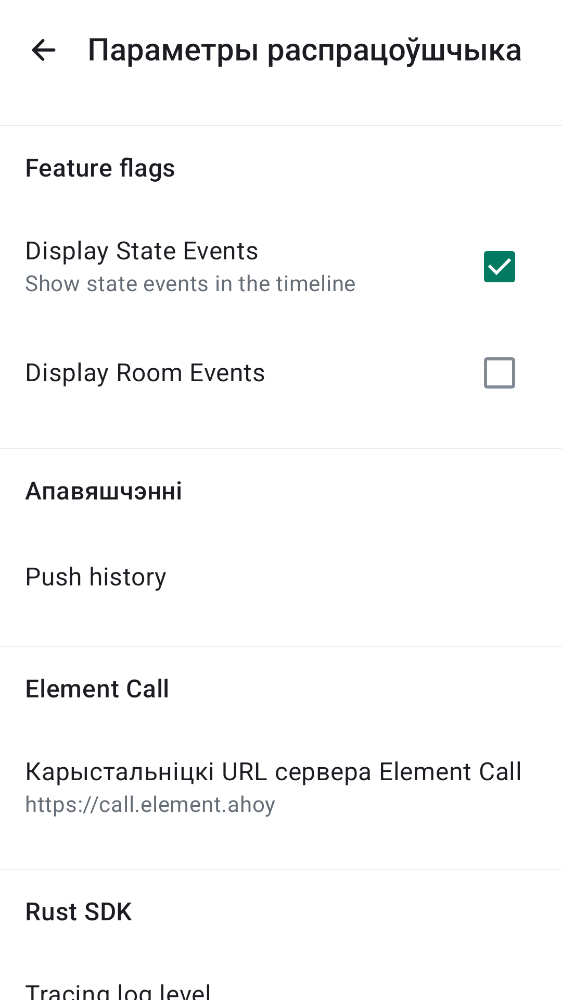 Параметры распрацоўшчыка
Feature flags
Display State Events
Show state events in the timeline
Display Room Events
Апавяшчэнні
Push history
Element Call
Карыстальніцкі URL сервера Element Call
https://call.element.ahoy
Rust SDK
Tracing log level